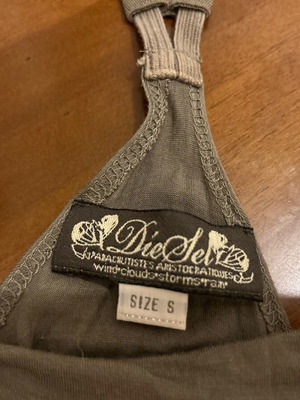 DieSel
PARACHUTISTES ARISTOCRATIQUES
wind•clouds•storms•rain
SIZE S